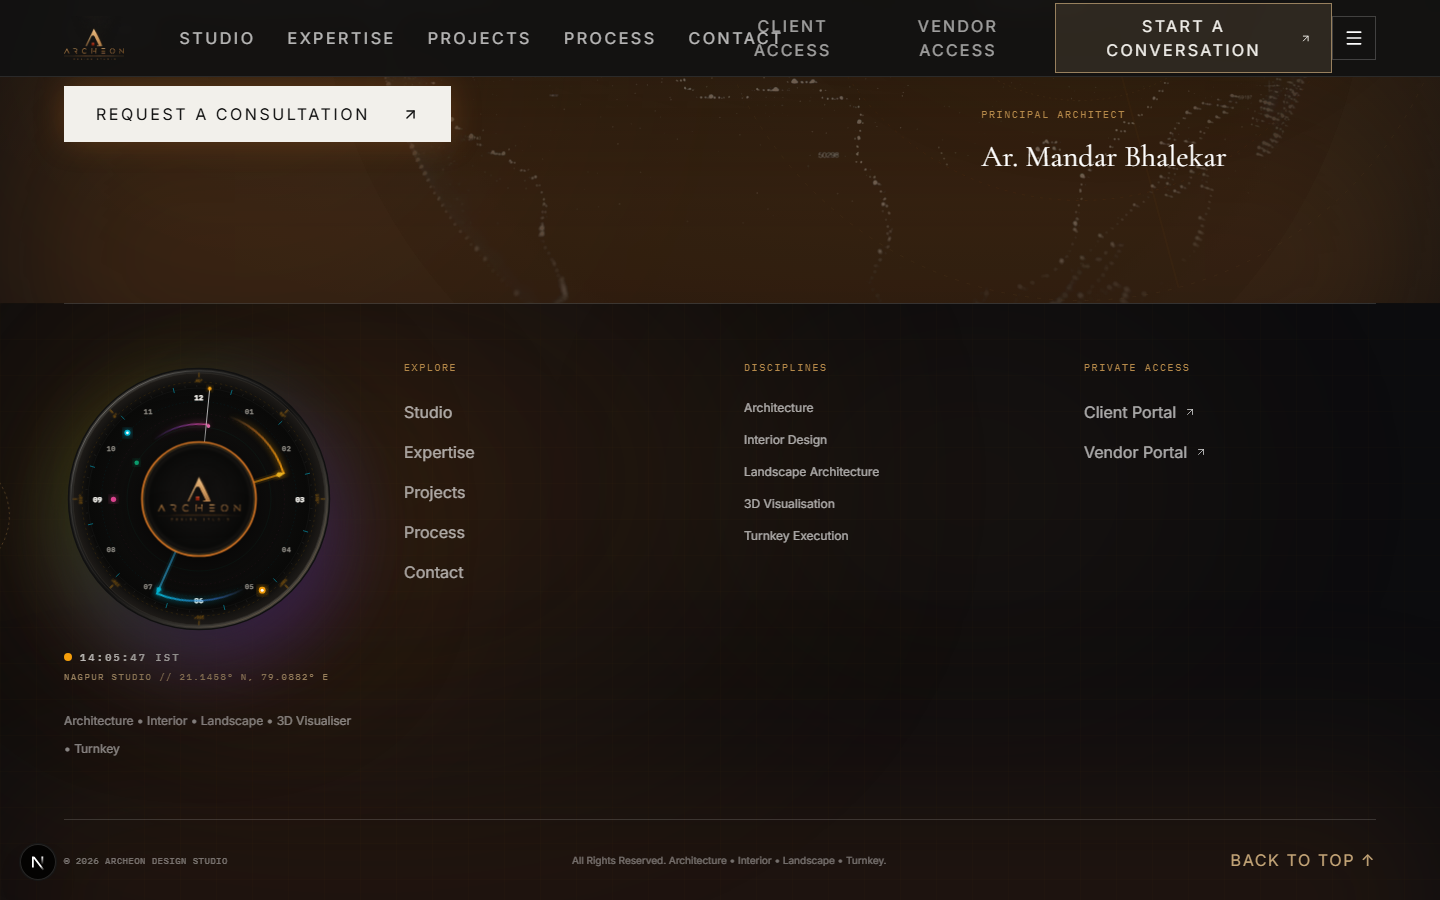 ARCHEON
STUDIO
EXPERTISE
PROJECTS
PROCESS
CONTACT
CLIENT
ACCESS
VENDOR
ACCESS
START A
CONVERSATION
REQUEST A CONSULTATION
PRINCIPAL ARCHITECT
Ar. Mandar Bhalekar
12
01
02
03
04
05
06
07
08
09
10
11
ARCHEON
14:05:47 IST
NAGPUR STUDIO // 21.1458° N, 79.0882° E
Architecture • Interior • Landscape • 3D Visualiser
• Turnkey
EXPLORE
Studio
Expertise
Projects
Process
Contact
DISCIPLINES
Architecture
Interior Design
Landscape Architecture
3D Visualisation
Turnkey Execution
PRIVATE ACCESS
Client Portal
Vendor Portal
N
© 2026 ARCHEON DESIGN STUDIO
All Rights Reserved. Architecture • Interior • Landscape • Turnkey.
BACK TO TOP ↑